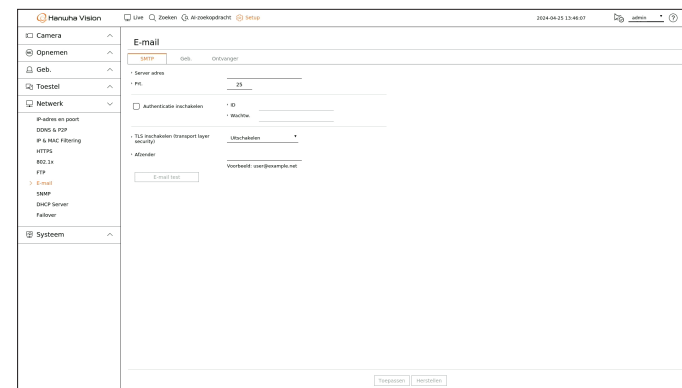 Hanwha Vision
Live Zoeken AI-zoekopdracht Setup
2024-04-25 13:46:07
admin
Camera
Opnemen
Geb.
Toestel
Netwerk
IP-adres en poort
DDNS & P2P
IP & MAC Filtering
HTTPS
802.1x
FTP
E-mail
SNMP
DHCP Server
Failover
Systeem
E-mail
SMTP Geb. Ontvanger
Server adres
Prt. 25
Authenticatie inschakelen
ID
Wachtw.
TLS inschakelen (transport layer
security)
Uitschakelen
Afzender
Voorbeeld: user@example.net
E-mail test
Toepassen Herstellen